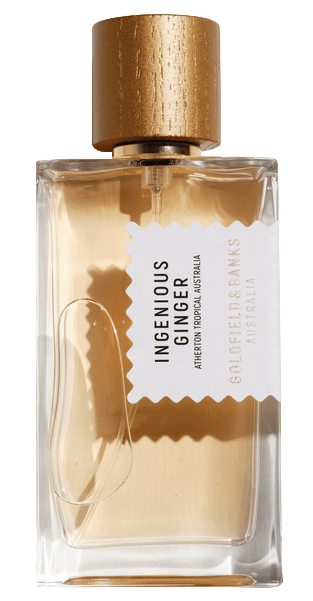 INGENIOUS
GINGER
ATHERTON TROPICAL AUSTRALIA
GOLDFIELD & BANKS
AUSTRALIA